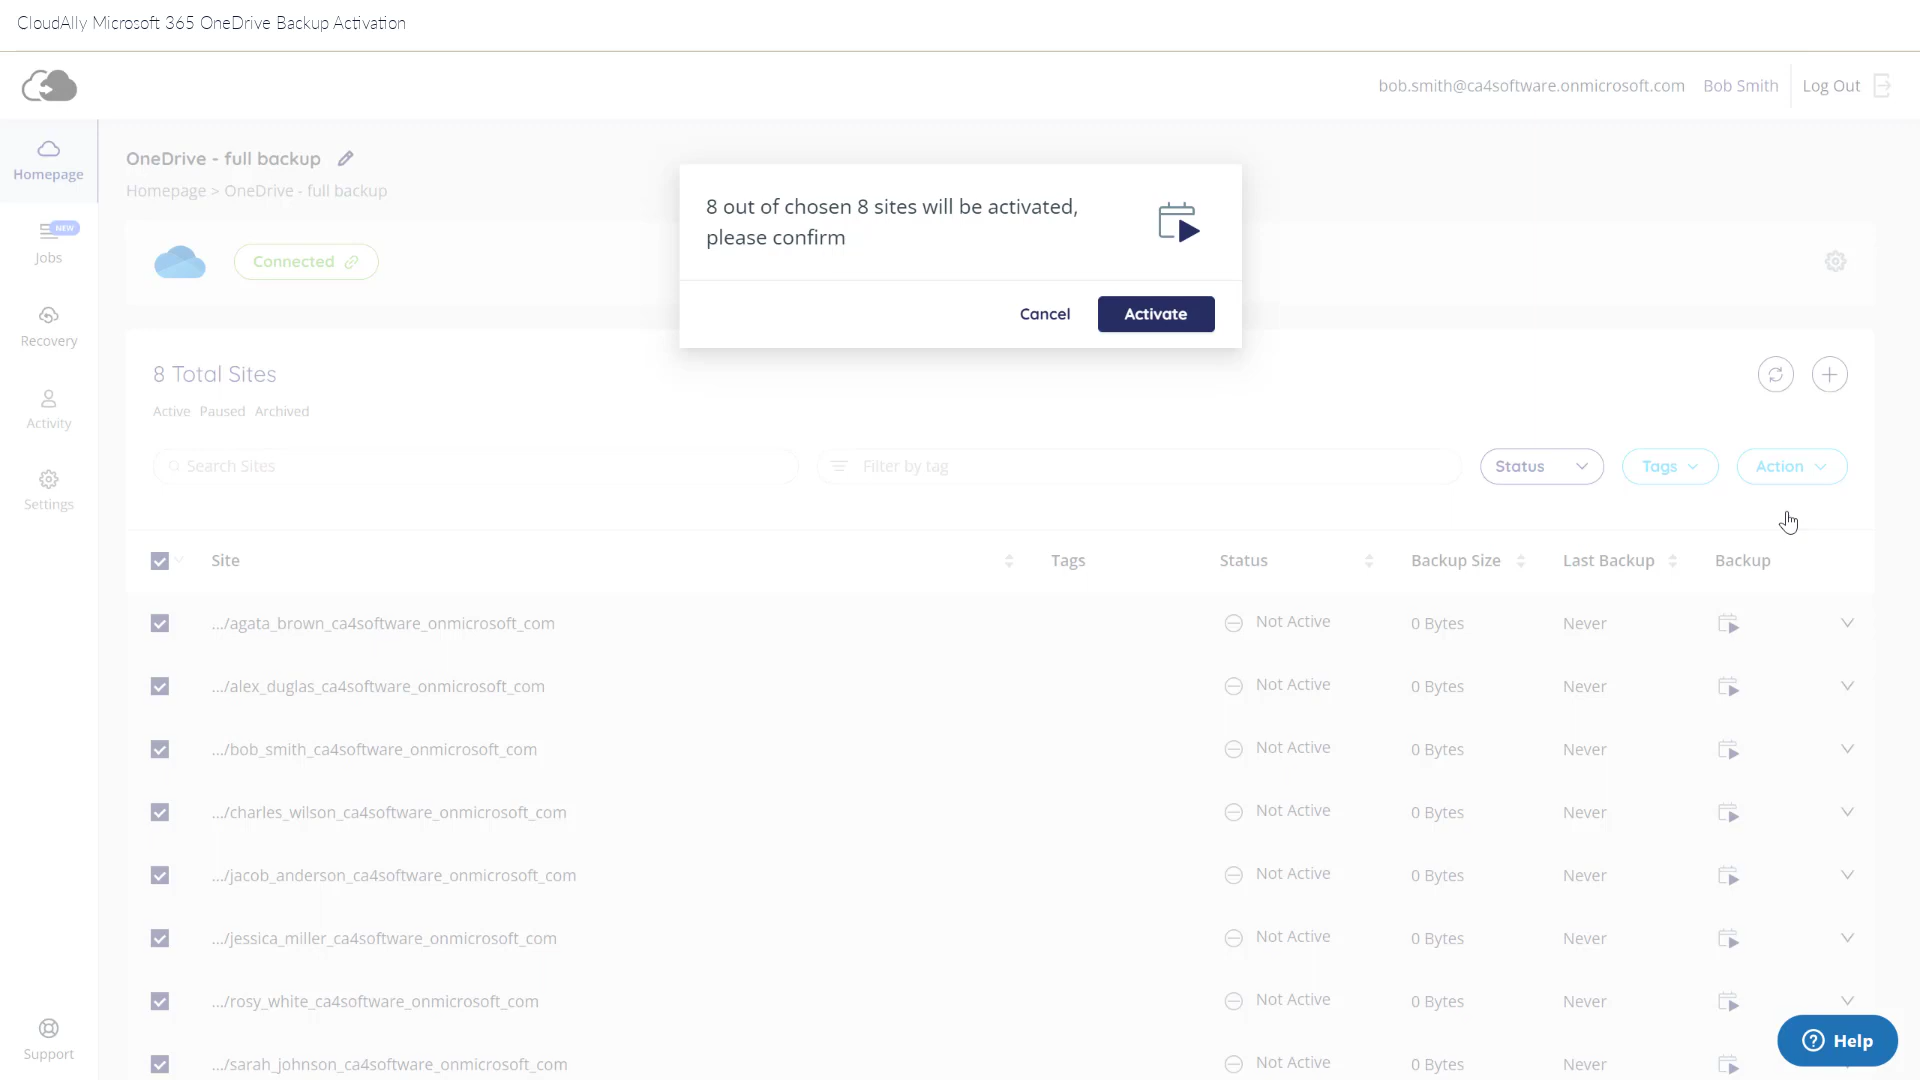 CloudAlly Microsoft 365 OneDrive Backup Activation
bob.smith@ca4software.onmicrosoft.com Bob Smith Log Out
Homepage
NEW
Jobs
Recovery
Activity
Settings
Support
OneDrive - full backup
Homepage > OneDrive - full backup
Connected
8 out of chosen 8 sites will be activated,
please confirm
Cancel Activate
8 Total Sites
Active Paused Archived
Search Sites Filter by tag Status Tags Action
Site Tags Status Backup Size Last Backup Backup
.../agata_brown_ca4software_onmicrosoft_com Not Active 0 Bytes Never
.../alex_duglas_ca4software_onmicrosoft_com Not Active 0 Bytes Never
.../bob_smith_ca4software_onmicrosoft_com Not Active 0 Bytes Never
.../charles_wilson_ca4software_onmicrosoft_com Not Active 0 Bytes Never
.../jacob_anderson_ca4software_onmicrosoft_com Not Active 0 Bytes Never
.../jessica_miller_ca4software_onmicrosoft_com Not Active 0 Bytes Never
.../rosy_white_ca4software_onmicrosoft_com Not Active 0 Bytes Never
.../sarah_johnson_ca4software_onmicrosoft_com Not Active 0 Bytes Never
Help